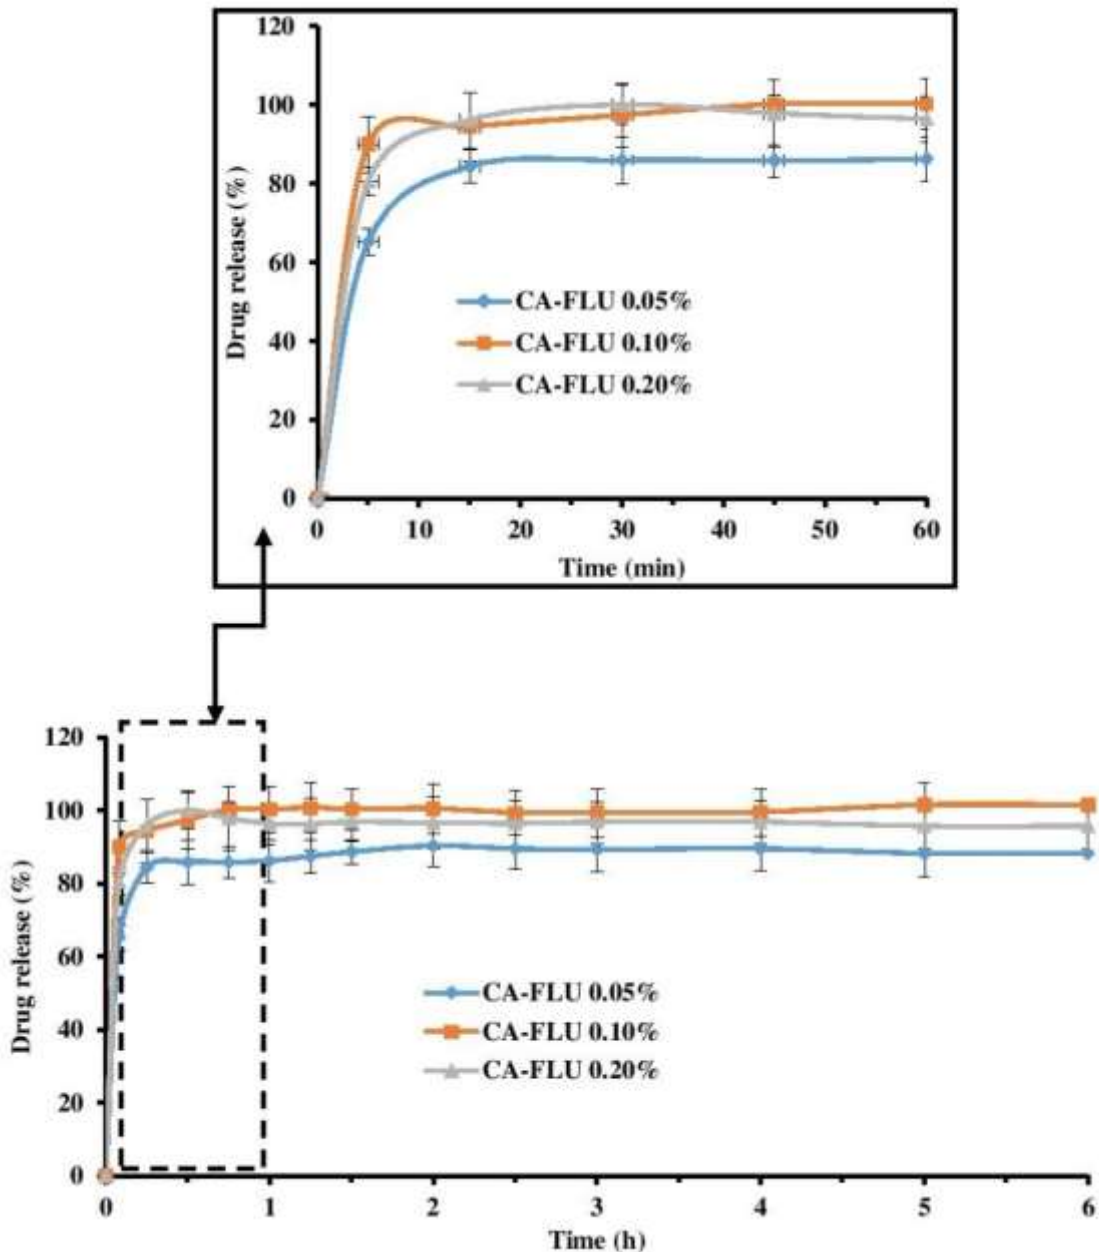 120
100
80
60
40
20
0
Drug release (%)
CA-FLU 0.05%
CA-FLU 0.10%
CA-FLU 0.20%
0 10 20 30 40 50 60
Time (min)
120
100
80
60
40
20
0
Drug release (%)
CA-FLU 0.05%
CA-FLU 0.10%
CA-FLU 0.20%
0 1 2 3 4 5 6
Time (h)